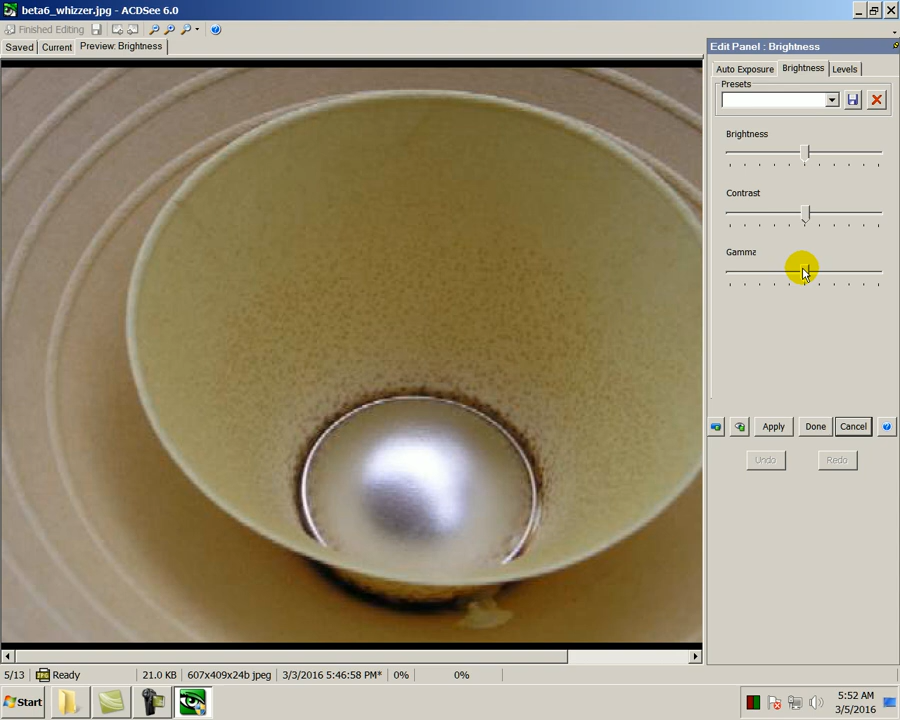 beta6_whizzer.jpg - ACDSee 6.0
Finished Editing
Saved Current Preview: Brightness
Edit Panel : Brightness
Auto Exposure Brightness Levels
Presets
Brightness
Contrast
Gamma
Apply Done Cancel
Undo Redo
5/13 Ready 21.0 KB 607x409x24b jpeg 3/3/2016 5:46:58 PM* 0% 0%
Start
5:52 AM
3/5/2016